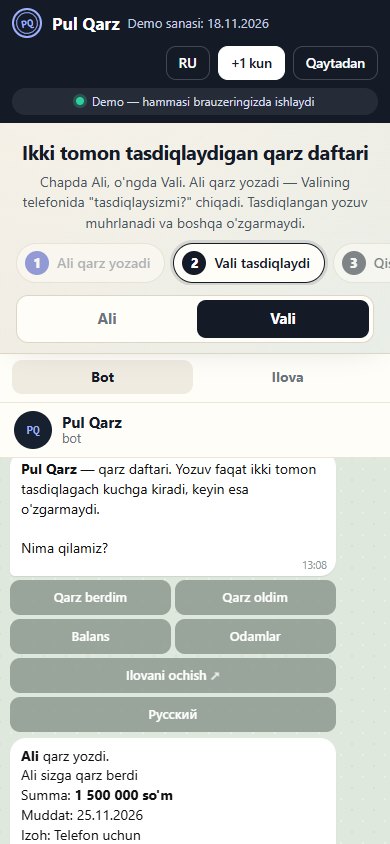 PQ Pul Qarz Demo sanasi: 18.11.2026
RU +1 kun Qaytadan
Demo — hammasi brauzeringizda ishlaydi
Ikki tomon tasdiqlaydigan qarz daftari
Chapda Ali, o'ngda Vali. Ali qarz yozadi — Valining
telefonida "tasdiqlaysizmi?" chiqadi. Tasdiqlangan yozuv
muhrlanadi va boshqa o'zgarmaydi.
1 Ali qarz yozadi 2 Vali tasdiqlaydi 3
Ali Vali
Bot Ilova
PQ Pul Qarz
bot
Pul Qarz — qarz daftari. Yozuv faqat ikki tomon
tasdiqlagach kuchga kiradi, keyin esa
o'zgarmaydi.
Nima qilamiz?
13:08
Qarz berdim Qarz oldim
Balans Odamlar
Ilovani ochish ↗
Русский
Ali qarz yozdi.
Ali sizga qarz berdi
Summa: 1 500 000 so'm
Muddat: 25.11.2026
Izoh: Telefon uchun